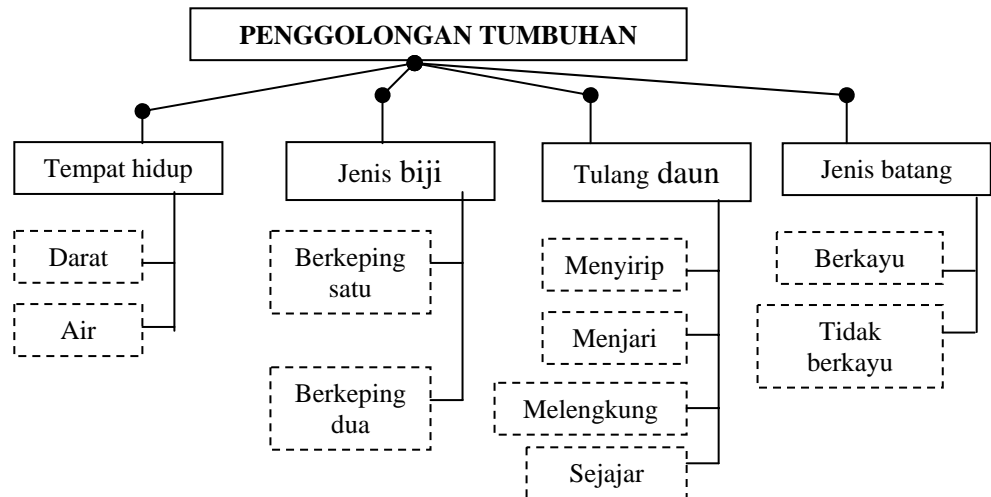 PENGGOLONGAN TUMBUHAN
Tempat hidup
Darat
Air
Jenis biji
Berkeping
satu
Berkeping
dua
Tulang daun
Menyirip
Menjari
Melengkung
Sejajar
Jenis batang
Berkayu
Tidak
berkayu